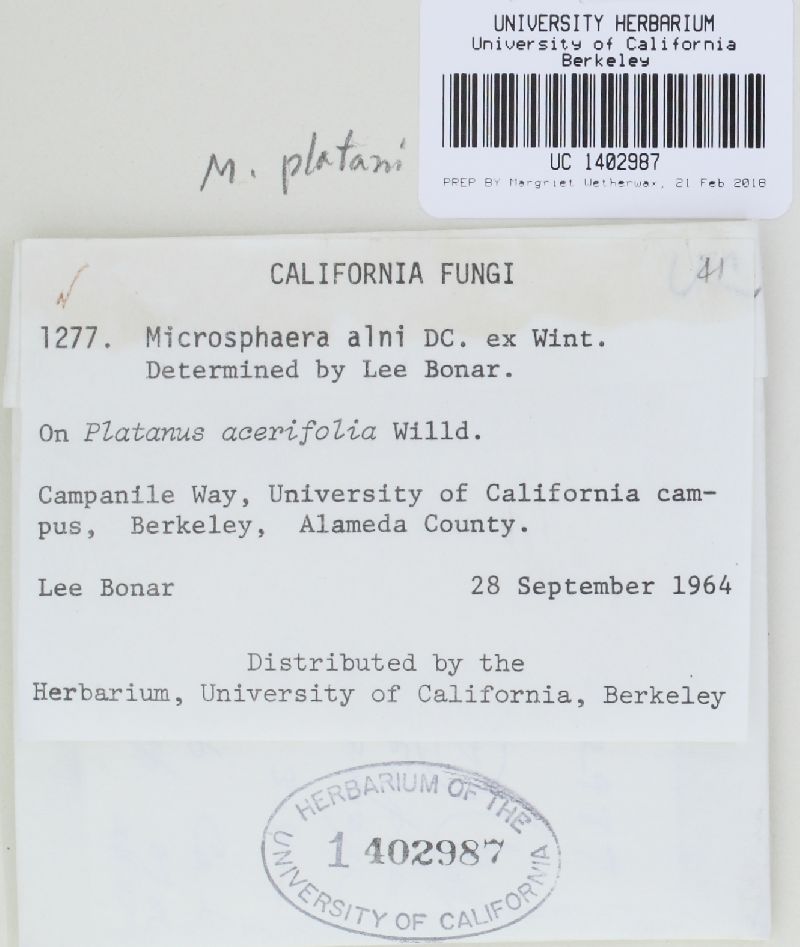 UNIVERSITY HERBARIUM
University of California
Berkeley
UC 1402987
PREP BY Margriet Wetherwax, 21 Feb 2018
M. platani
CALIFORNIA FUNGI
41
1277. Microsphaera alni DC. ex Wint.
Determined by Lee Bonar.
On Platanus acerifolia Willd.
Campanile Way, University of California cam-
pus, Berkeley, Alameda County.
Lee Bonar 28 September 1964
Distributed by the
Herbarium, University of California, Berkeley
HERBARIUM OF THE
1402987
UNIVERSITY OF CALIFORNIA